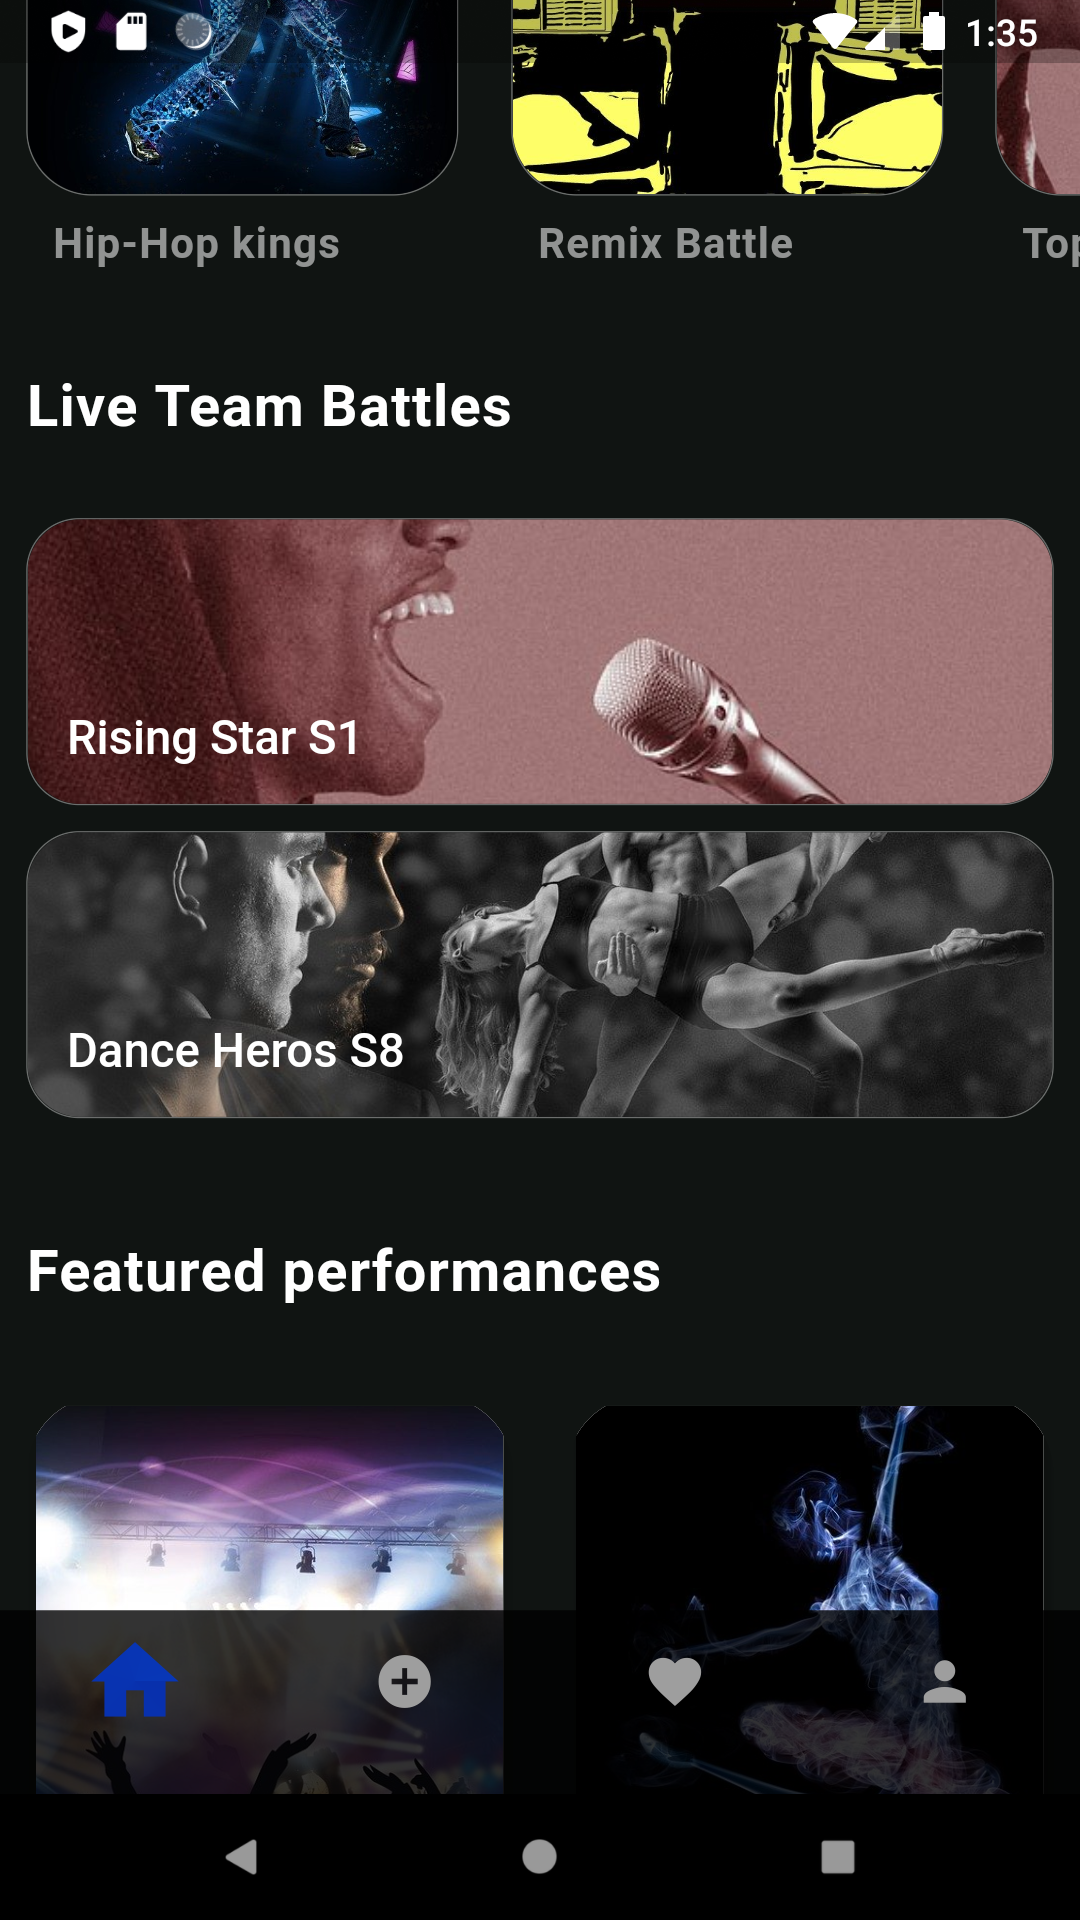 1:35
Hip-Hop kings
Remix Battle
Top
Live Team Battles
Rising Star S1
Dance Heros S8
Featured performances